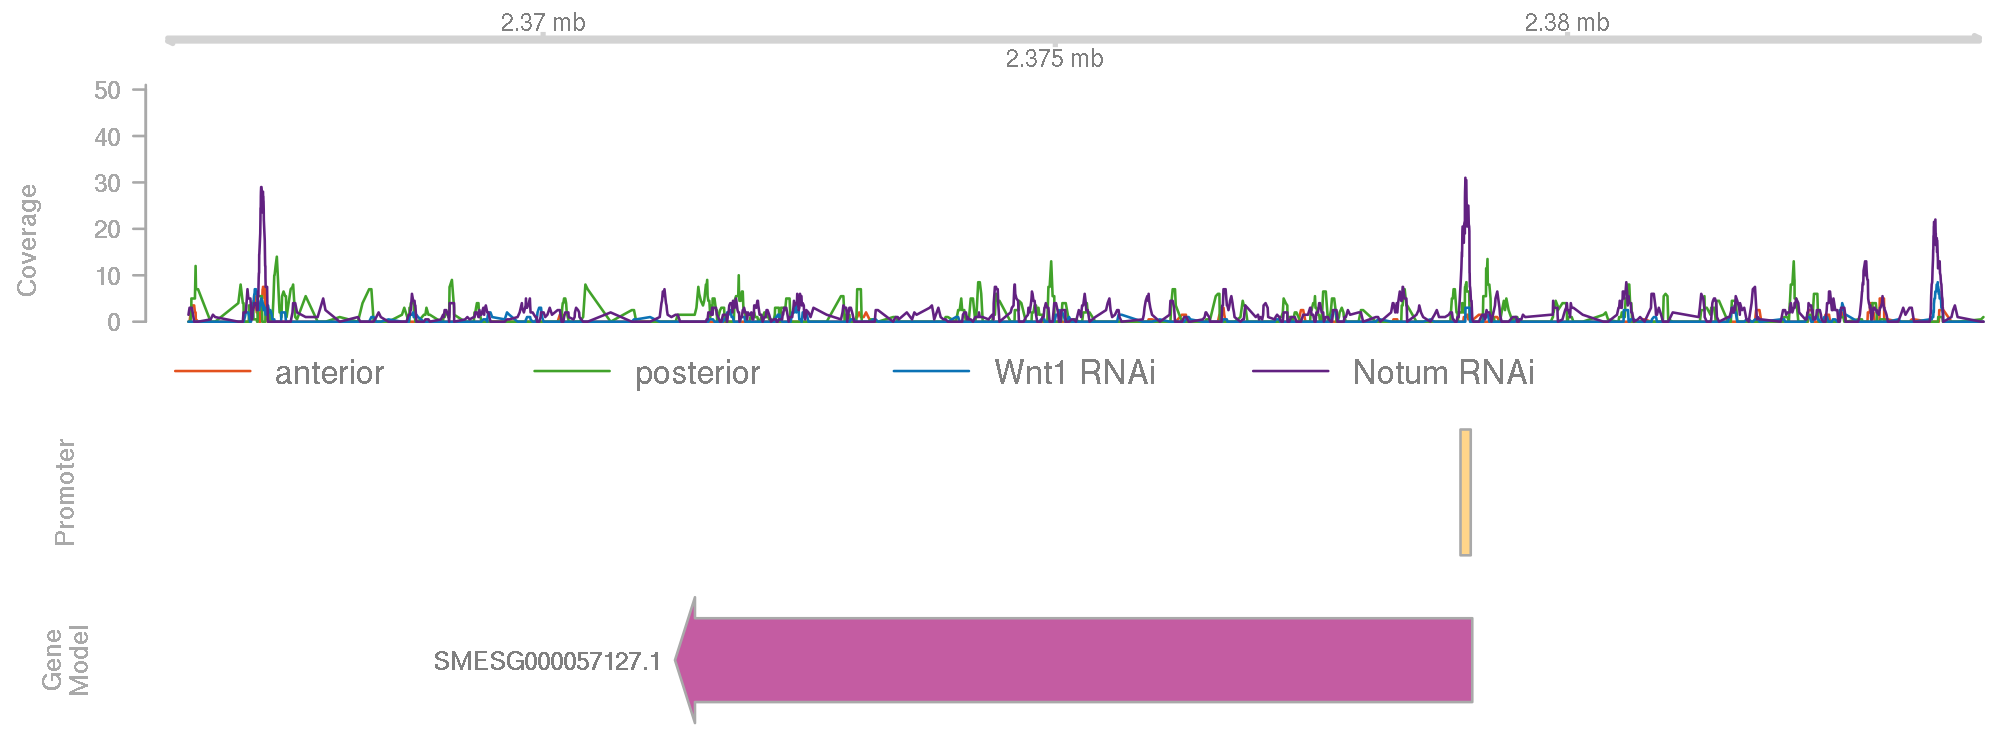 2.37 mb
2.38 mb
2.375 mb
50
40
30
20
10
0
Coverage
anterior
posterior
Wnt1 RNAi
Notum RNAi
Promoter
Gene
Model
SMESG000057127.1